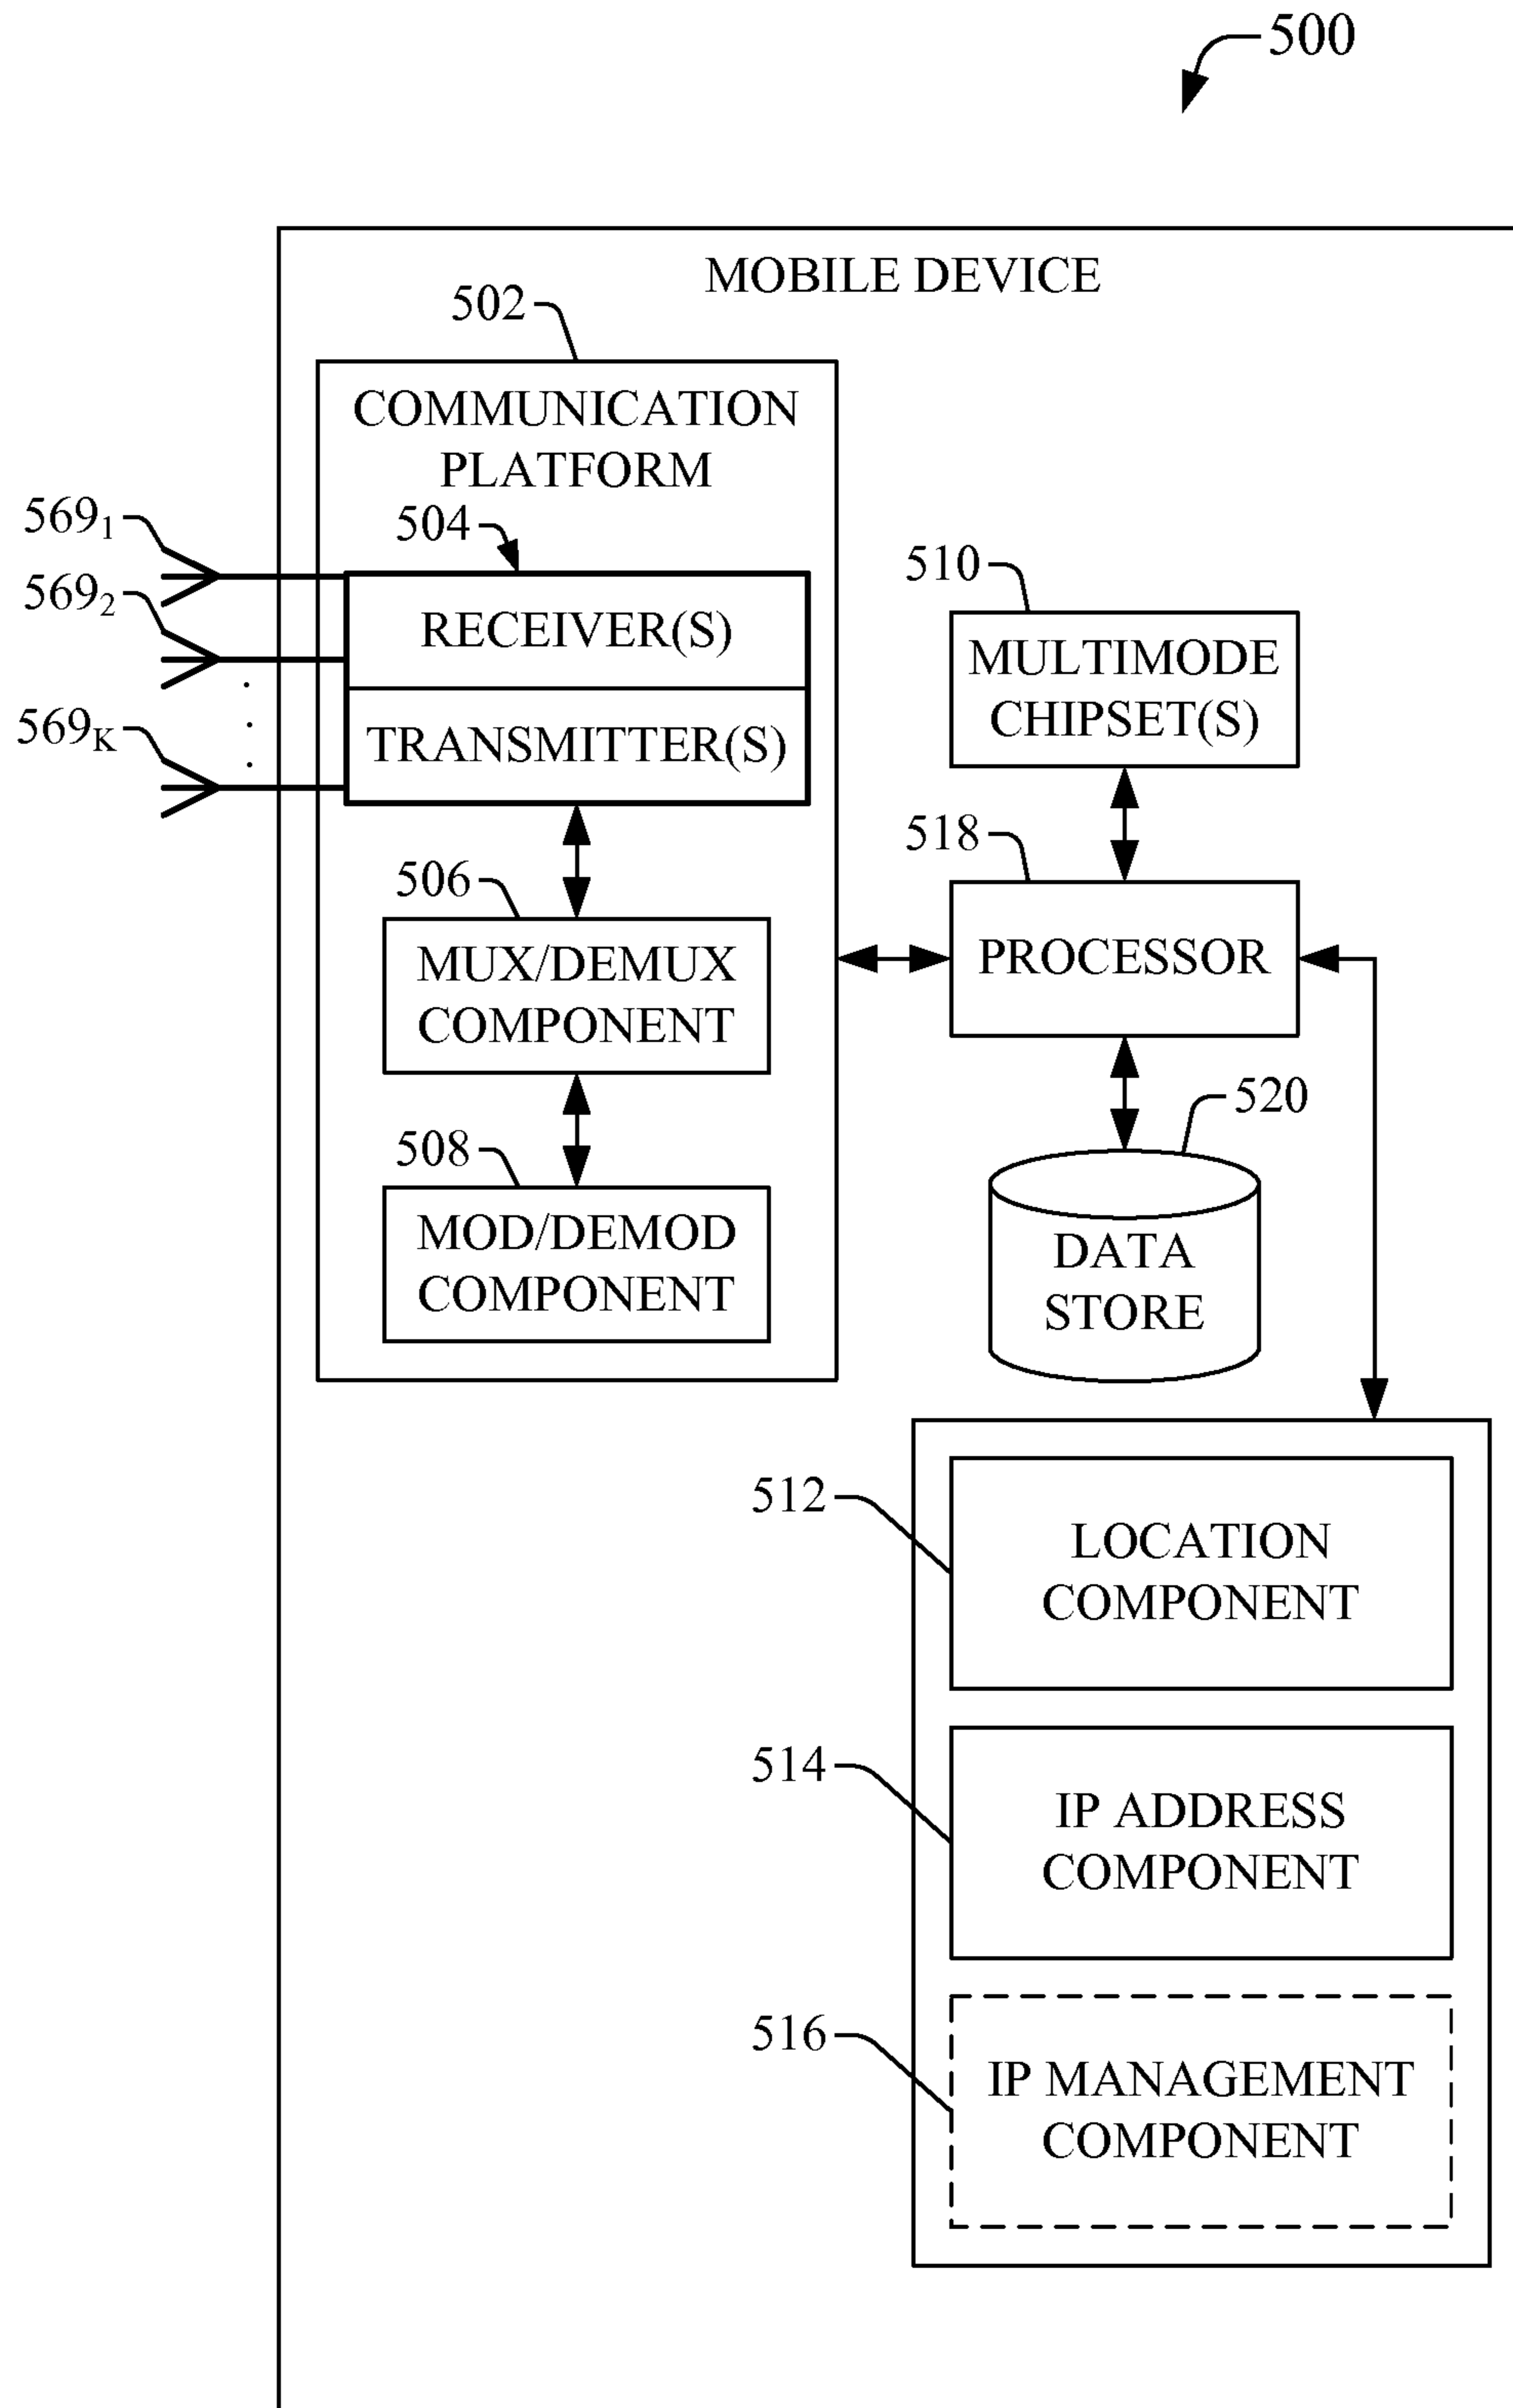 500
MOBILE DEVICE
502
COMMUNICATION
PLATFORM
504
569₁
569₂
569ₖ
RECEIVER(S)
TRANSMITTER(S)
506
MUX/DEMUX
COMPONENT
508
MOD/DEMOD
COMPONENT
510
MULTIMODE
CHIPSET(S)
518
PROCESSOR
520
DATA
STORE
512
LOCATION
COMPONENT
514
IP ADDRESS
COMPONENT
516
IP MANAGEMENT
COMPONENT